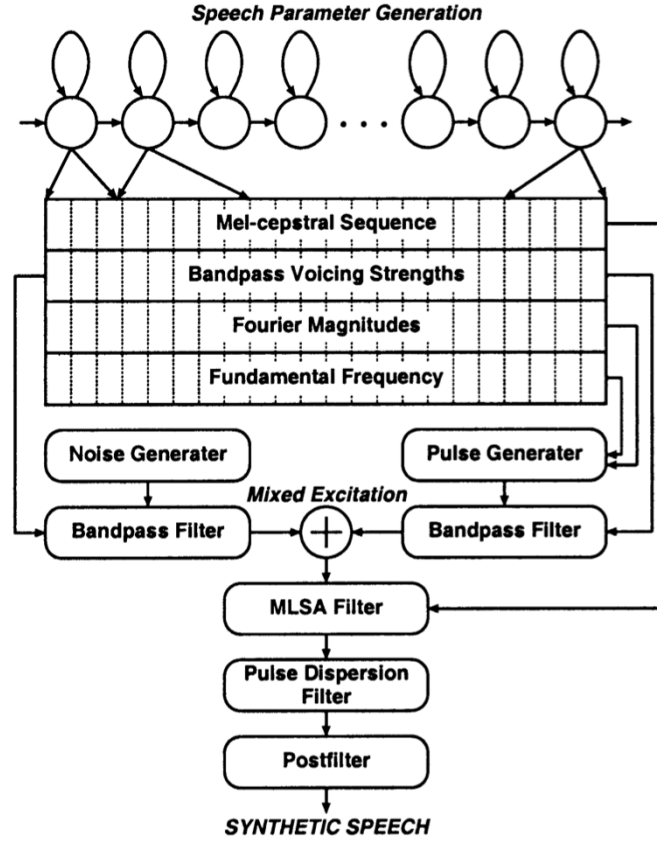 Speech Parameter Generation
Mel-cepstral Sequence
Bandpass Voicing Strengths
Fourier Magnitudes
Fundamental Frequency
Noise Generater
Pulse Generater
Mixed Excitation
Bandpass Filter
Bandpass Filter
MLSA Filter
Pulse Dispersion
Filter
Postfilter
SYNTHETIC SPEECH